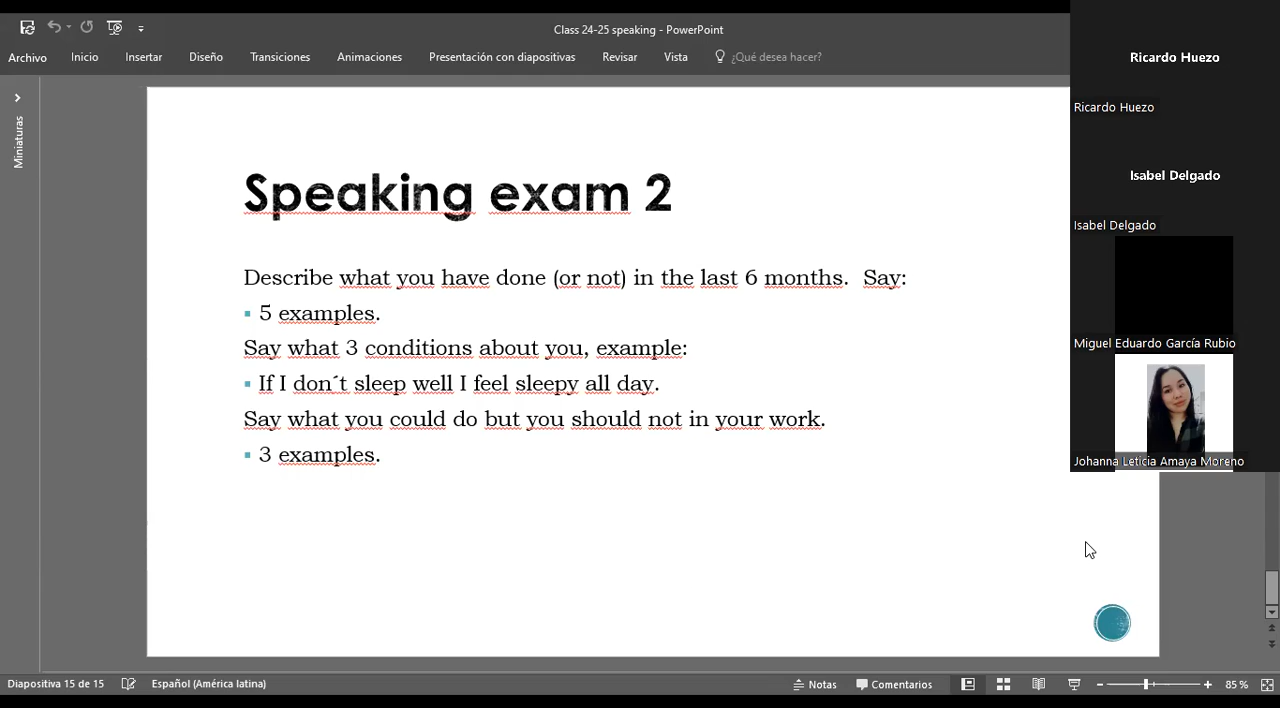 Class 24-25 speaking - PowerPoint
Archivo Inicio Insertar Diseño Transiciones Animaciones Presentación con diapositivas Revisar Vista ¿Qué desea hacer?
Miniaturas
Speaking exam 2
Describe what you have done (or not) in the last 6 months. Say:
▪ 5 examples.
Say what 3 conditions about you, example:
▪ If I don´t sleep well I feel sleepy all day.
Say what you could do but you should not in your work.
▪ 3 examples.
Ricardo Huezo
Ricardo Huezo
Isabel Delgado
Isabel Delgado
Miguel Eduardo García Rubio
Johanna Leticia Amaya Moreno
Diapositiva 15 de 15 Español (América latina) Notas Comentarios 85 %